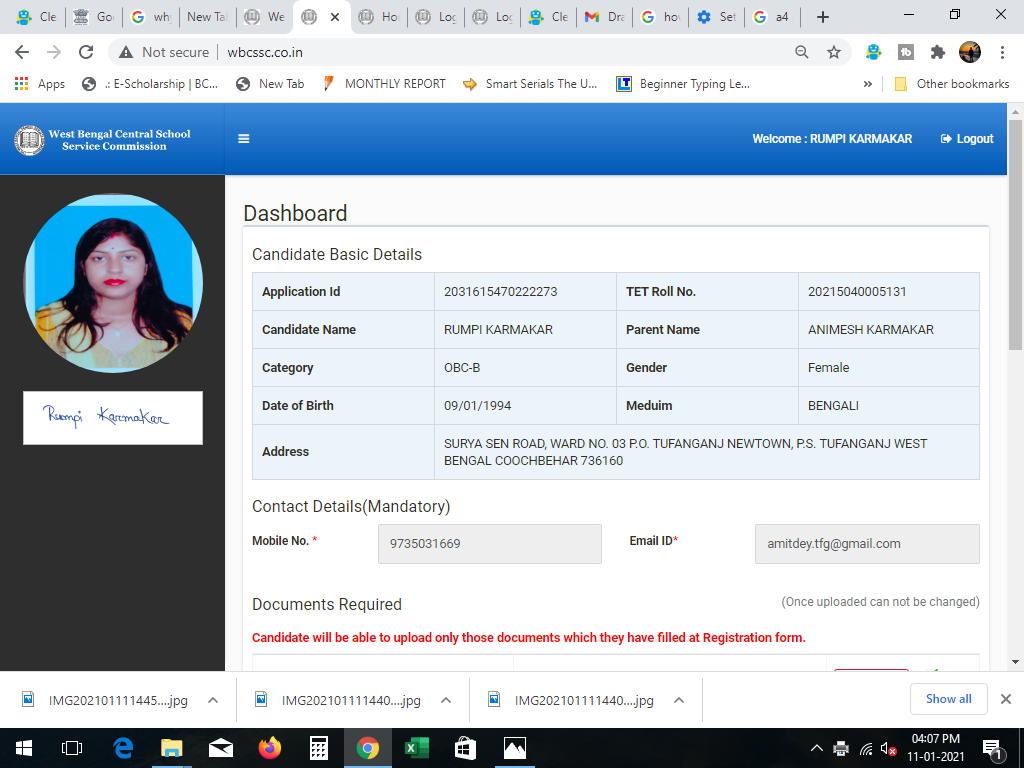 Cle
Go
why
New Ta
We
Ho
Log
Log
Cle
Dra
hov
Set
a4
Not secure
wbcssc.co.in
Apps
.: E-Scholarship | BC...
New Tab
MONTHLY REPORT
Smart Serials The U...
Beginner Typing Le...
»
Other bookmarks
West Bengal Central School
Service Commission
Welcome : RUMPI KARMAKAR
Logout
Rumpi Karmakar
Dashboard
Candidate Basic Details
Application Id 2031615470222273 TET Roll No. 20215040005131
Candidate Name RUMPI KARMAKAR Parent Name ANIMESH KARMAKAR
Category OBC-B Gender Female
Date of Birth 09/01/1994 Meduim BENGALI
Address
SURYA SEN ROAD, WARD NO. 03 P.O. TUFANGANJ NEWTOWN, P.S. TUFANGANJ WEST
BENGAL COOCHBEHAR 736160
Contact Details(Mandatory)
Mobile No. * 9735031669 Email ID* amitdey.tfg@gmail.com
Documents Required
(Once uploaded can not be changed)
Candidate will be able to upload only those documents which they have filled at Registration form.
IMG202101111445....jpg
IMG202101111440....jpg
IMG202101111440....jpg
Show all
04:07 PM
11-01-2021
1